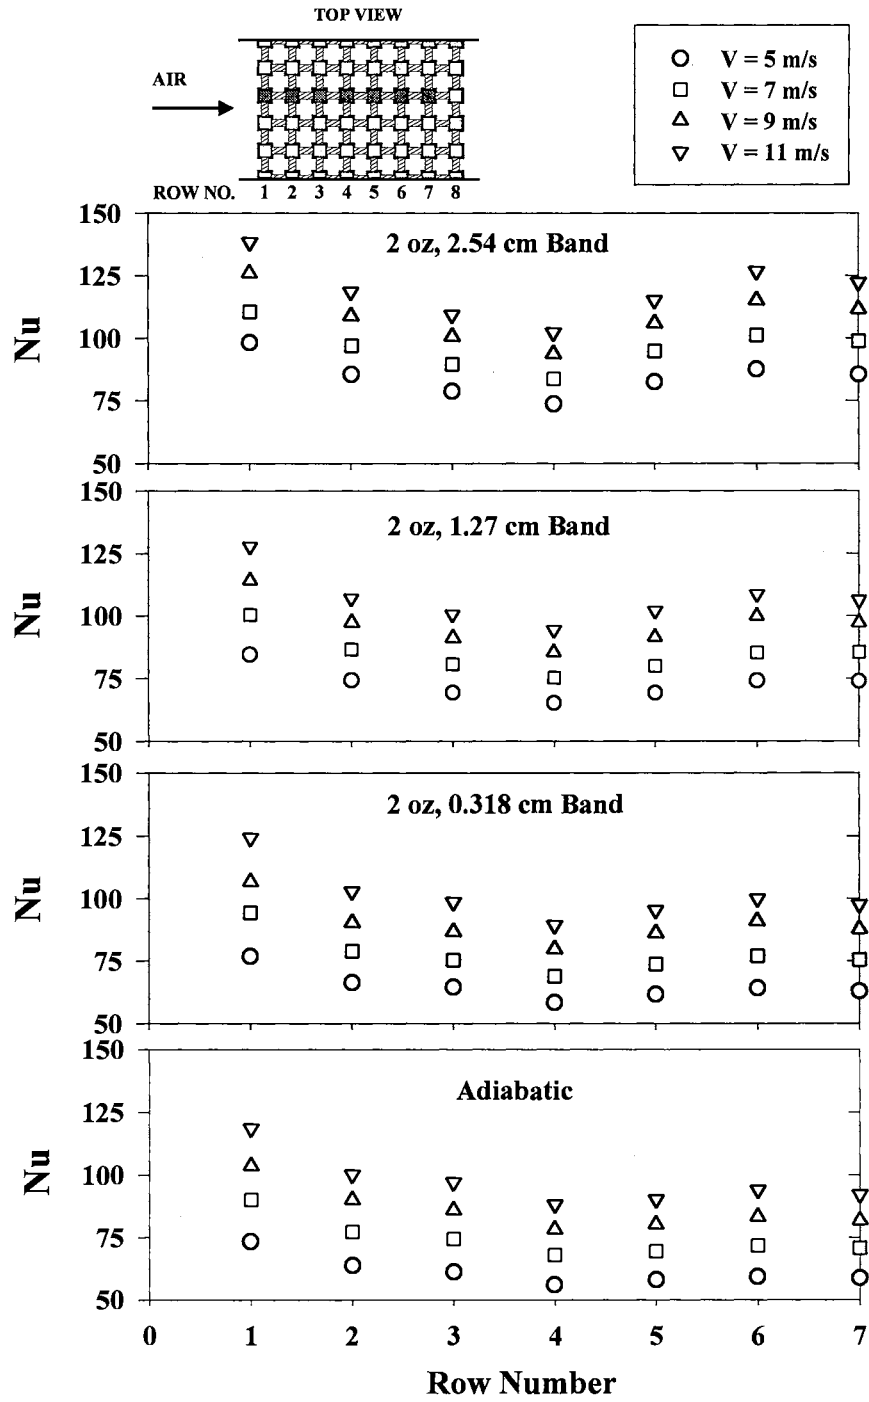 TOP VIEW
AIR
ROW NO. 1 2 3 4 5 6 7 8
V = 5 m/s
V = 7 m/s
V = 9 m/s
V = 11 m/s
150
125
100
75
50
Nu
2 oz, 2.54 cm Band
150
125
100
75
50
Nu
2 oz, 1.27 cm Band
150
125
100
75
50
Nu
2 oz, 0.318 cm Band
150
125
100
75
50
Nu
Adiabatic
0 1 2 3 4 5 6 7
Row Number